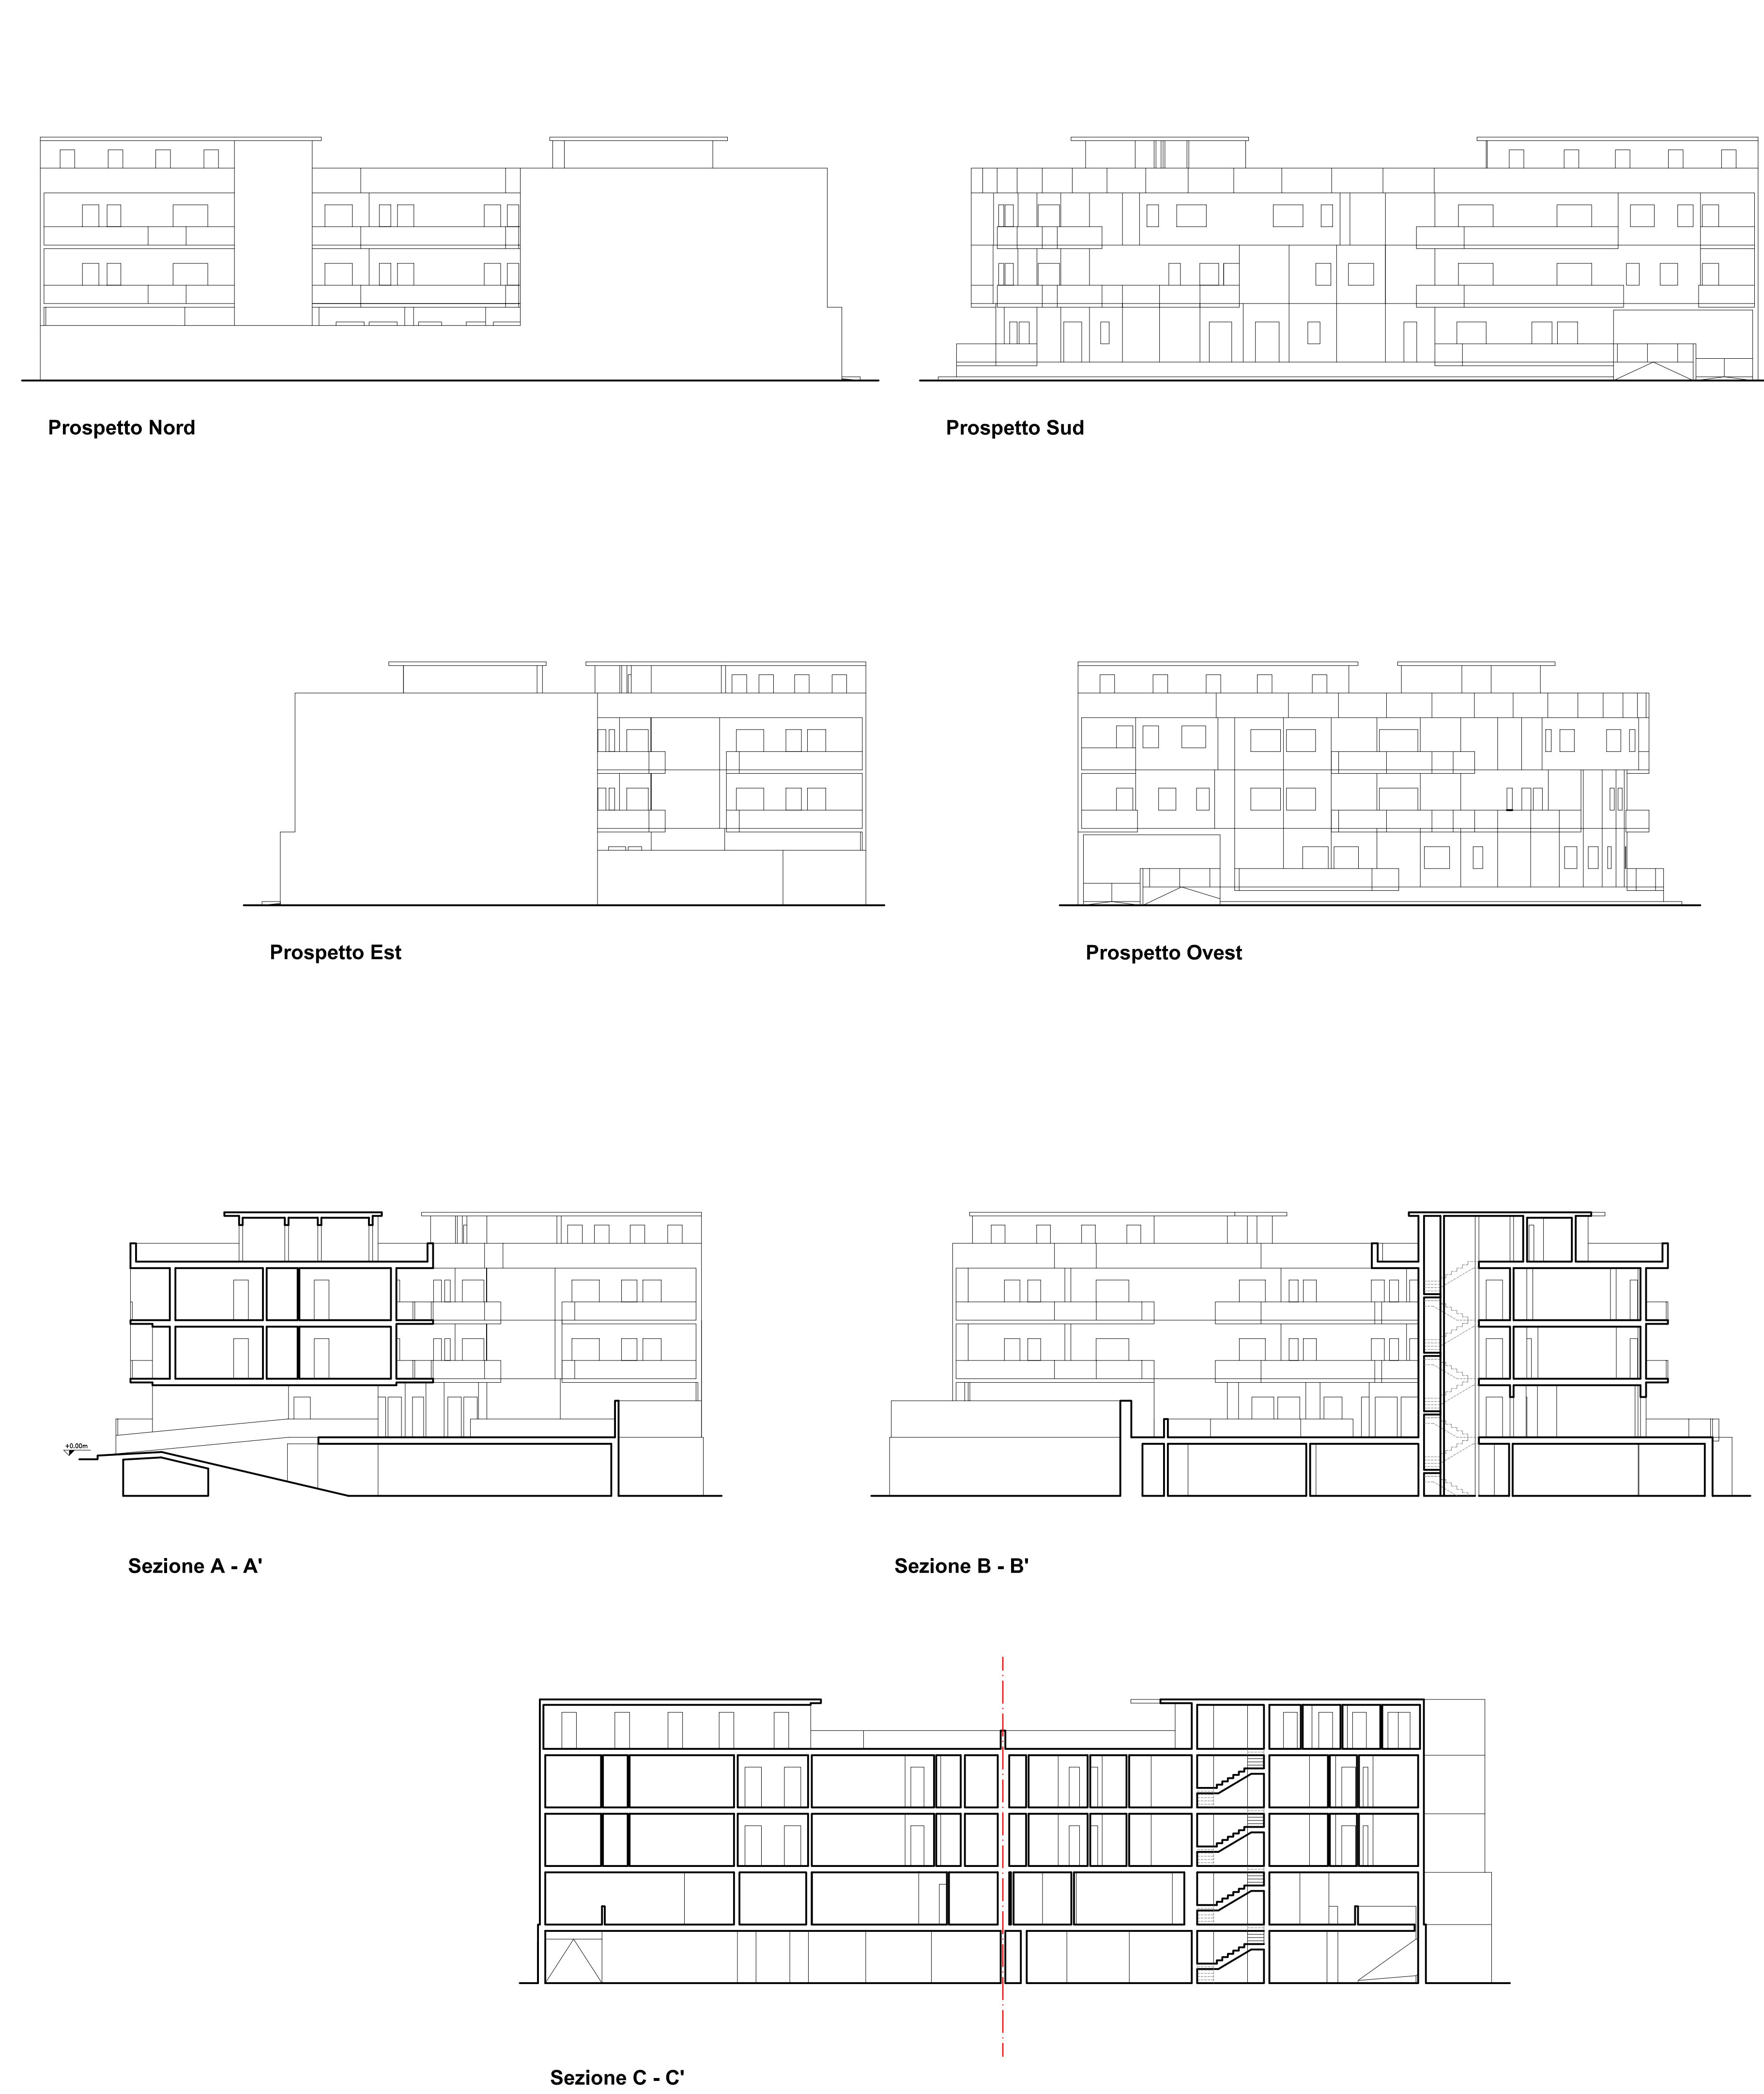 Prospetto Nord
Prospetto Sud
Prospetto Est
Prospetto Ovest
+0.00m
Sezione A - A'
Sezione B - B'
Sezione C - C'